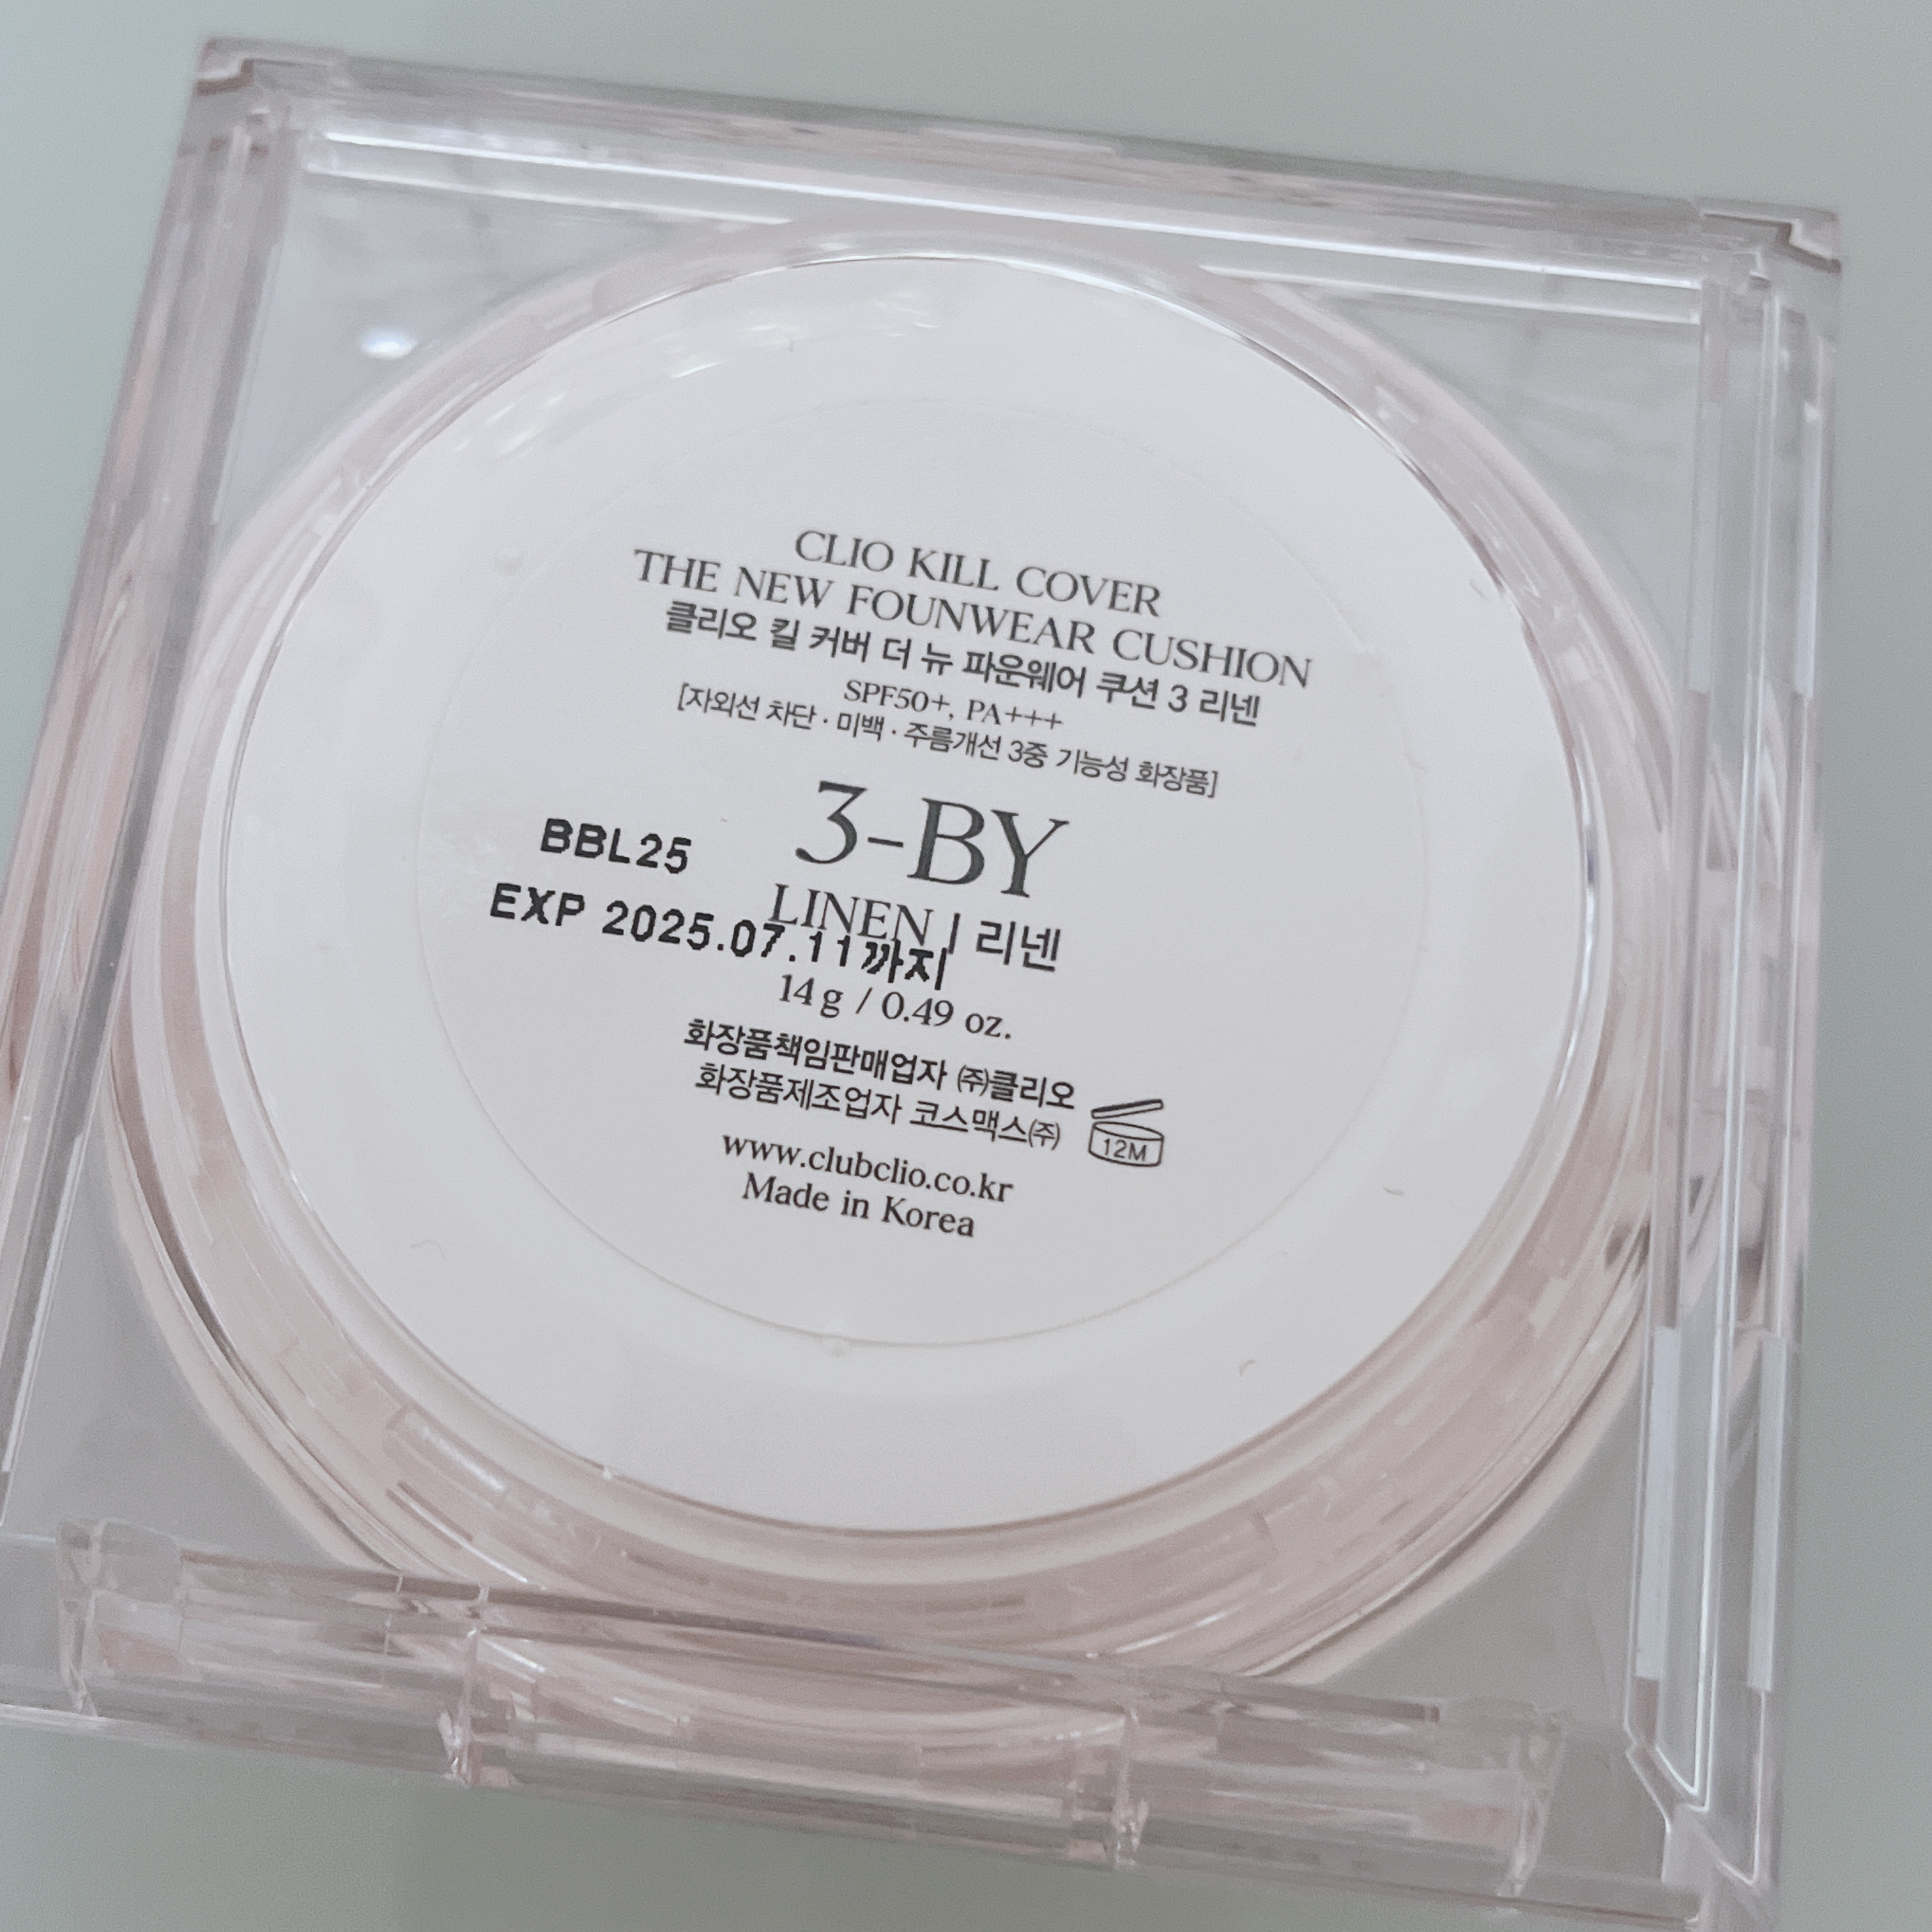 CLIO KILL COVER
THE NEW FOUNWEAR CUSHION
클리오 킬 커버 더 뉴 파운웨어 쿠션 3 리넨
SPF50+, PA+++
[자외선 차단 · 미백 · 주름개선 3중 기능성 화장품]
3-BY
BBL25
LINEN | 리넨
EXP 2025.07.11까지
14 g / 0.49 oz.
화장품책임판매업자 ㈜클리오
화장품제조업자 코스맥스㈜
12M
www.clubclio.co.kr
Made in Korea